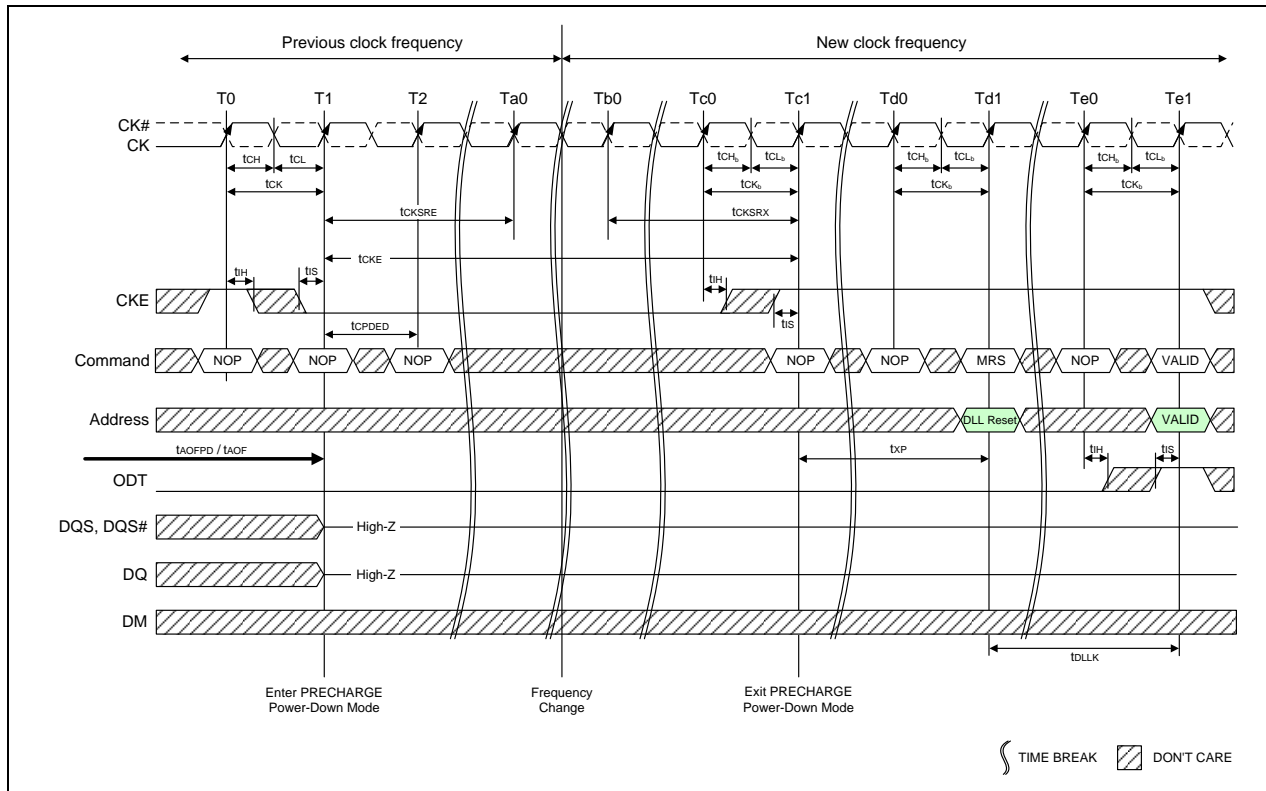 Previous clock frequency New clock frequency
T0 T1 T2 Ta0 Tb0 Tc0 Tc1 Td0 Td1 Te0 Te1
CK#
CK
tCH tCL tCHb tCLb tCHb tCLb tCHb tCLb
tCK tCKb tCKb tCKb
tCKSRE tCKSRX
tCKE
tIH tIS tIH
CKE
tIS
tCPDED
Command NOP NOP NOP NOP NOP MRS NOP VALID
Address DLL Reset VALID
tAOFPD / tAOF tXP tIH tIS
ODT
DQS, DQS# High-Z
DQ High-Z
DM
tDLLK
Enter PRECHARGE
Power-Down Mode
Frequency
Change
Exit PRECHARGE
Power-Down Mode
TIME BREAK DON'T CARE